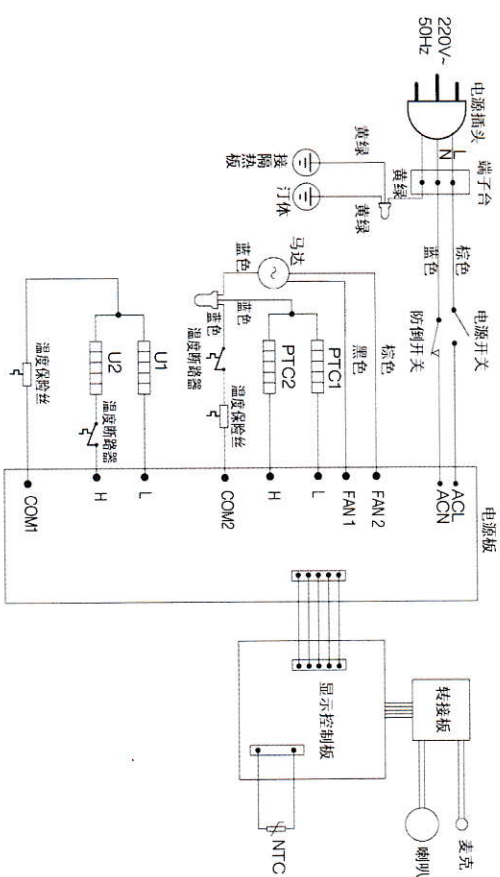 220V~
50Hz
电源插头
L
N
端子台
黄绿
黄绿
黄绿
接
隔
热
板
门体
棕色
蓝色
电源开关
防倒开关
马达
蓝色
蓝色
蓝色
棕色
黑色
PTC1
PTC2
温度断路器
温度保险丝
U1
U2
温度断路器
温度保险丝
电源板
ACL
ACN
FAN 2
FAN 1
L
H
COM2
L
H
COM1
显示控制板
转接板
麦克
喇叭
NTC